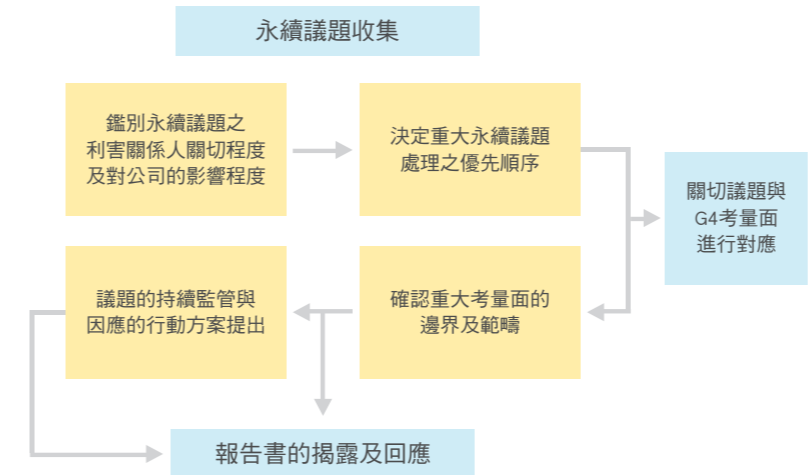 永續議題收集
鑑別永續議題之
利害關係人關切程度
及對公司的影響程度
決定重大永續議題
處理之優先順序
關切議題與
G4考量面
進行對應
議題的持續監管與
因應的行動方案提出
確認重大考量面的
邊界及範疇
報告書的揭露及回應